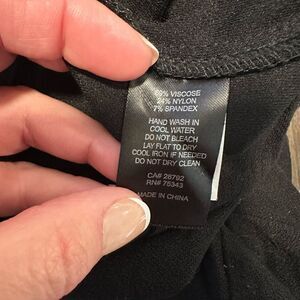 69% VISCOSE
24% NYLON
7% SPANDEX
HAND WASH IN
COOL WATER
DO NOT BLEACH
LAY FLAT TO DRY
COOL IRON IF NEEDED
DO NOT DRY CLEAN
CA# 26792
RN# 75343
MADE IN CHINA